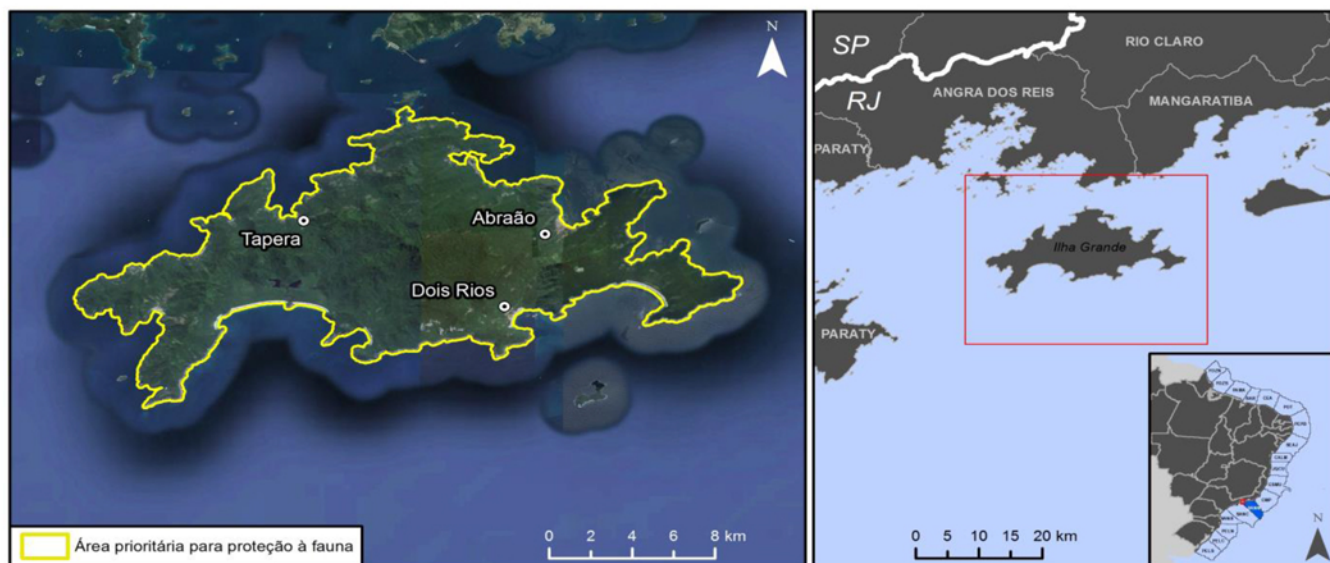 N
Tapera
Abraão
Dois Rios
Área prioritária para proteção à fauna
0 2 4 6 8 km
SP
RJ
RIO CLARO
ANGRA DOS REIS
MANGARATIBA
PARATY
Ilha Grande
PARATY
0 5 10 15 20 km
N